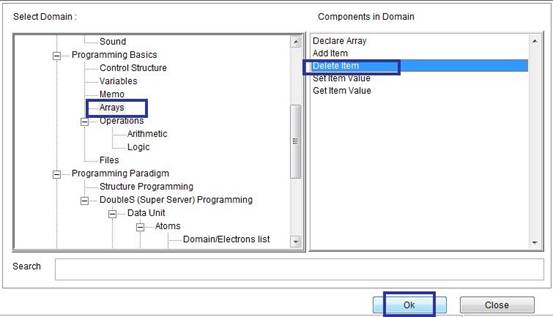 Select Domain :
Components in Domain
Sound
Programming Basics
Control Structure
Variables
Memo
Arrays
Operations
Arithmetic
Logic
Files
Programming Paradigm
Structure Programming
DoubleS (Super Server) Programming
Data Unit
Atoms
Domain/Electrons list
Declare Array
Add Item
Delete Item
Set Item Value
Get Item Value
Search
Ok
Close